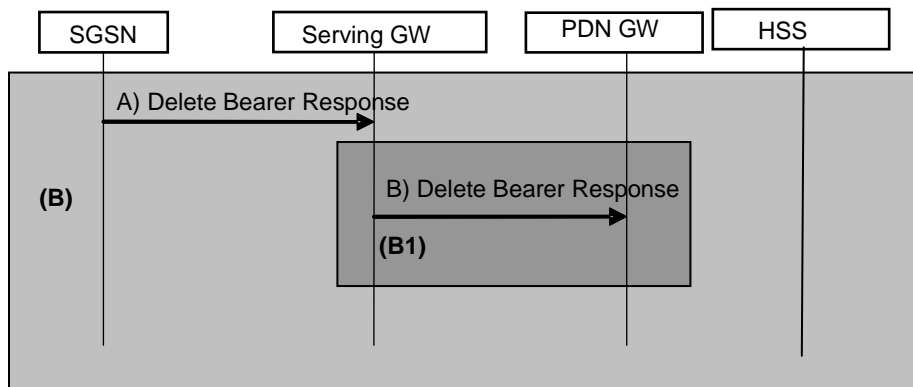 SGSN
Serving GW
PDN GW
HSS
A) Delete Bearer Response
(B)
B) Delete Bearer Response
(B1)